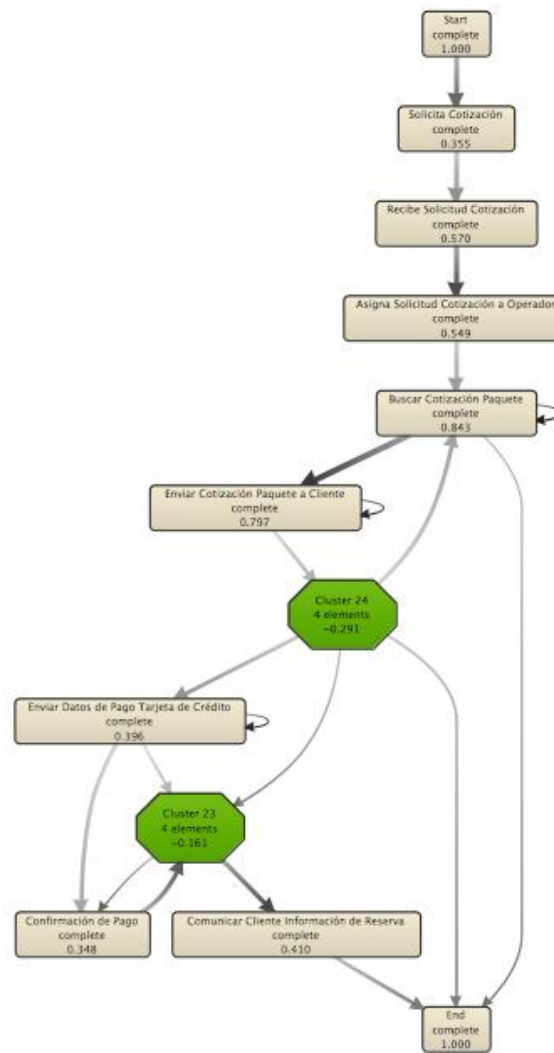 Start
complete
1.000
Solicita Cotización
complete
0.355
Recibe Solicitud Cotización
complete
0.570
Asigna Solicitud Cotización a Operador
complete
0.549
Buscar Cotización Paquete
complete
0.843
Enviar Cotización Paquete a Cliente
complete
0.797
Cluster 24
4 elements
~0.291
Enviar Datos de Pago Tarjeta de Crédito
complete
0.396
Cluster 23
4 elements
~0.161
Confirmación de Pago
complete
0.348
Comunicar Cliente Información de Reserva
complete
0.410
End
complete
1.000